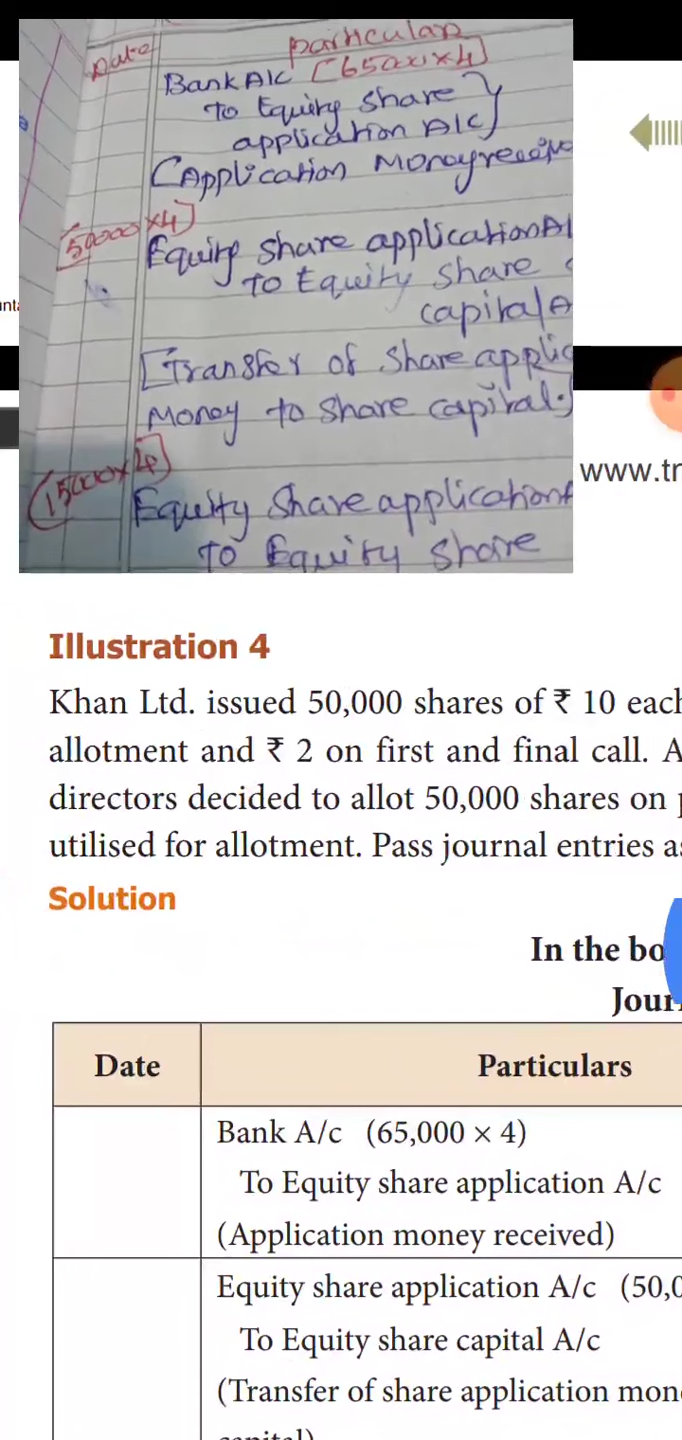 Date
Particular
Bank A/C [65000×4]
To Equity share
application A/C
(Application Money receiv
[50000×4]
Equity share application A/
To Equity share
capital A
[Transfer of share applic
Money to share capital.]
(15000×4)
Equity share application A
To Equity share
unta
www.tr
Illustration 4
Khan Ltd. issued 50,000 shares of ₹ 10 each
allotment and ₹ 2 on first and final call. A
directors decided to allot 50,000 shares on p
utilised for allotment. Pass journal entries as
Solution
In the bo
Jour
Date Particulars
Bank A/c (65,000 × 4)
To Equity share application A/c
(Application money received)
Equity share application A/c (50,0
To Equity share capital A/c
(Transfer of share application mon
capital)